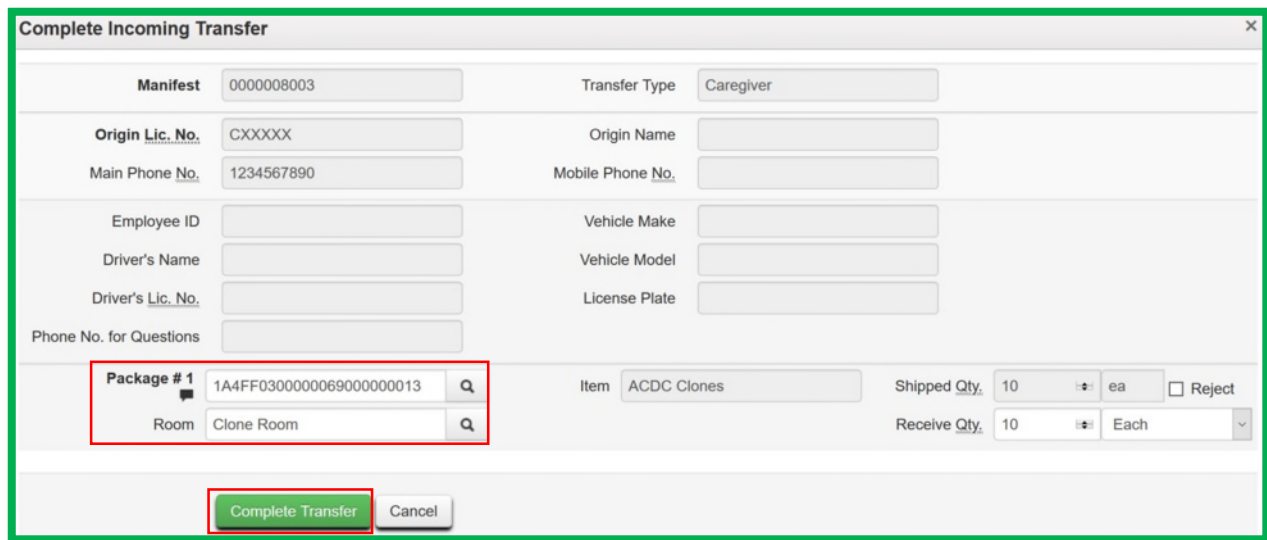 Complete Incoming Transfer ×
Manifest 0000008003 Transfer Type Caregiver
Origin Lic. No. CXXXXX Origin Name
Main Phone No. 1234567890 Mobile Phone No.
Employee ID Vehicle Make
Driver's Name Vehicle Model
Driver's Lic. No. License Plate
Phone No. for Questions
Package # 1 1A4FF0300000069000000013 Item ACDC Clones Shipped Qty. 10 ea Reject
Room Clone Room Receive Qty. 10 Each
Complete Transfer Cancel